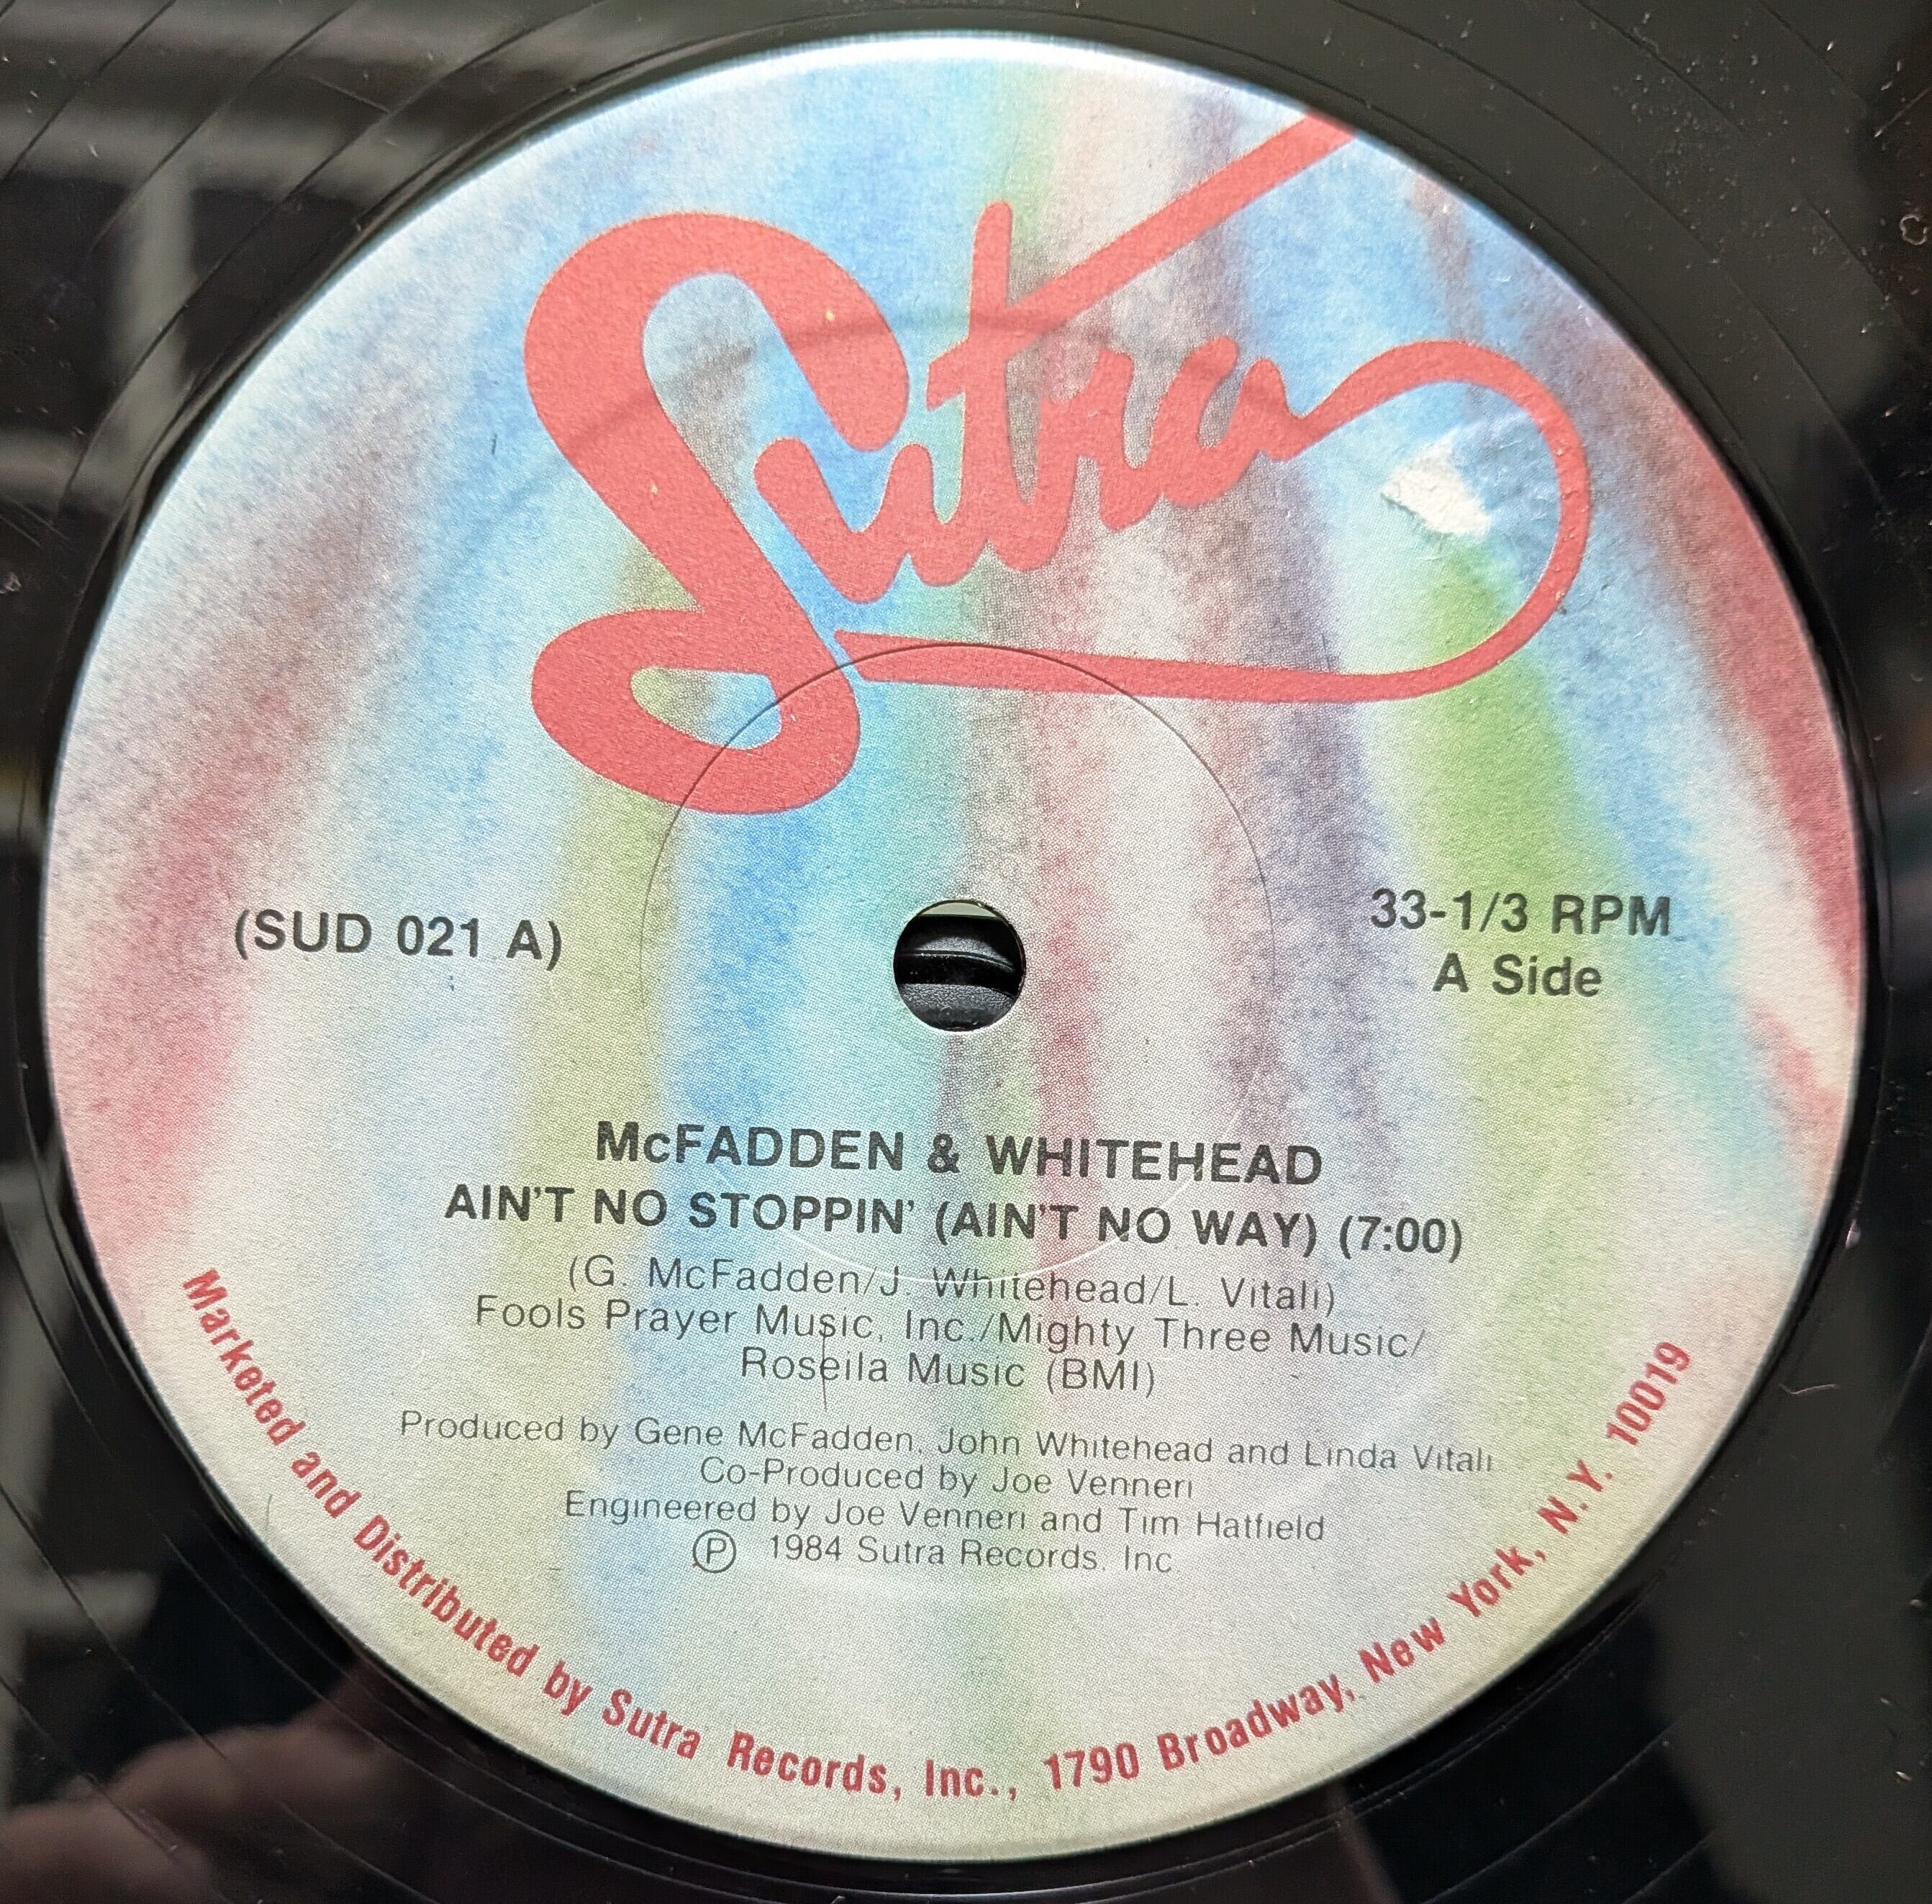 Sutra
(SUD 021 A)
33-1/3 RPM
A Side
McFADDEN & WHITEHEAD
AIN'T NO STOPPIN' (AIN'T NO WAY) (7:00)
(G. McFadden/J. Whitehead/L. Vitali)
Fools Prayer Music, Inc./Mighty Three Music/
Roseila Music (BMI)
Produced by Gene McFadden, John Whitehead and Linda Vitali
Co-Produced by Joe Venneri
Engineered by Joe Venneri and Tim Hatfield
Ⓟ 1984 Sutra Records, Inc
Marketed and Distributed by Sutra Records, Inc., 1790 Broadway, New York, N.Y. 10019